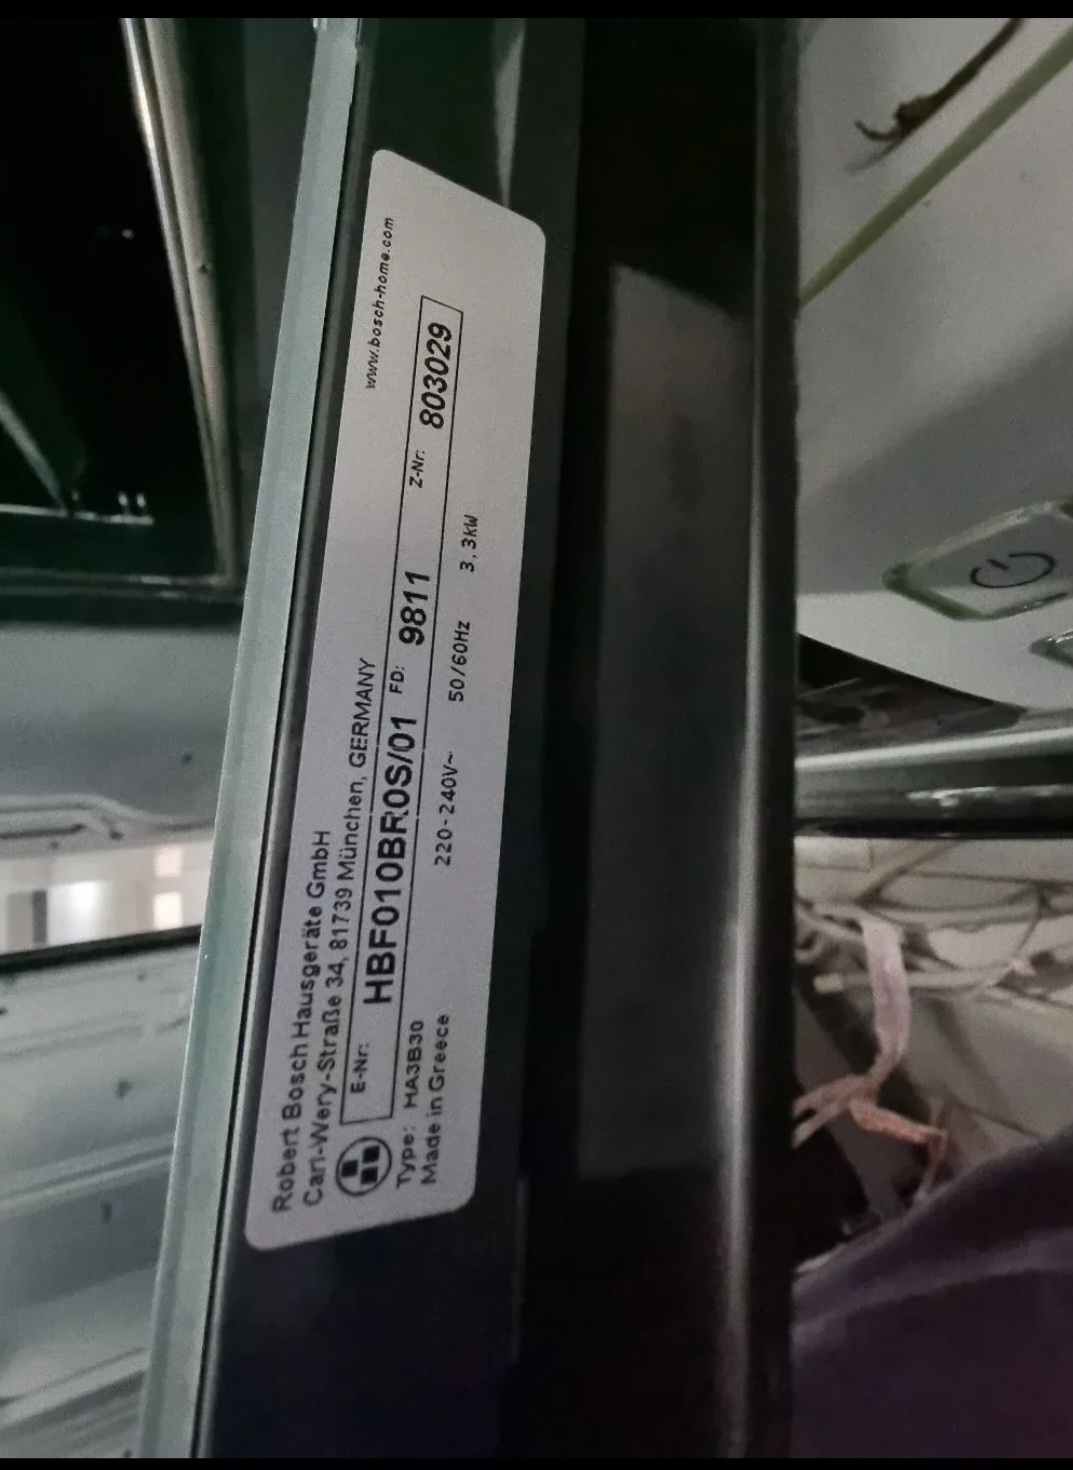 www.bosch-home.com
Robert Bosch Hausgeräte GmbH
Carl-Wery-Straße 34, 81739 München, GERMANY
E-Nr: HBF010BR0S/01 FD: 9811 Z-Nr: 803029
Type: HA3B30 220-240V~ 50/60Hz 3,3kW
Made in Greece